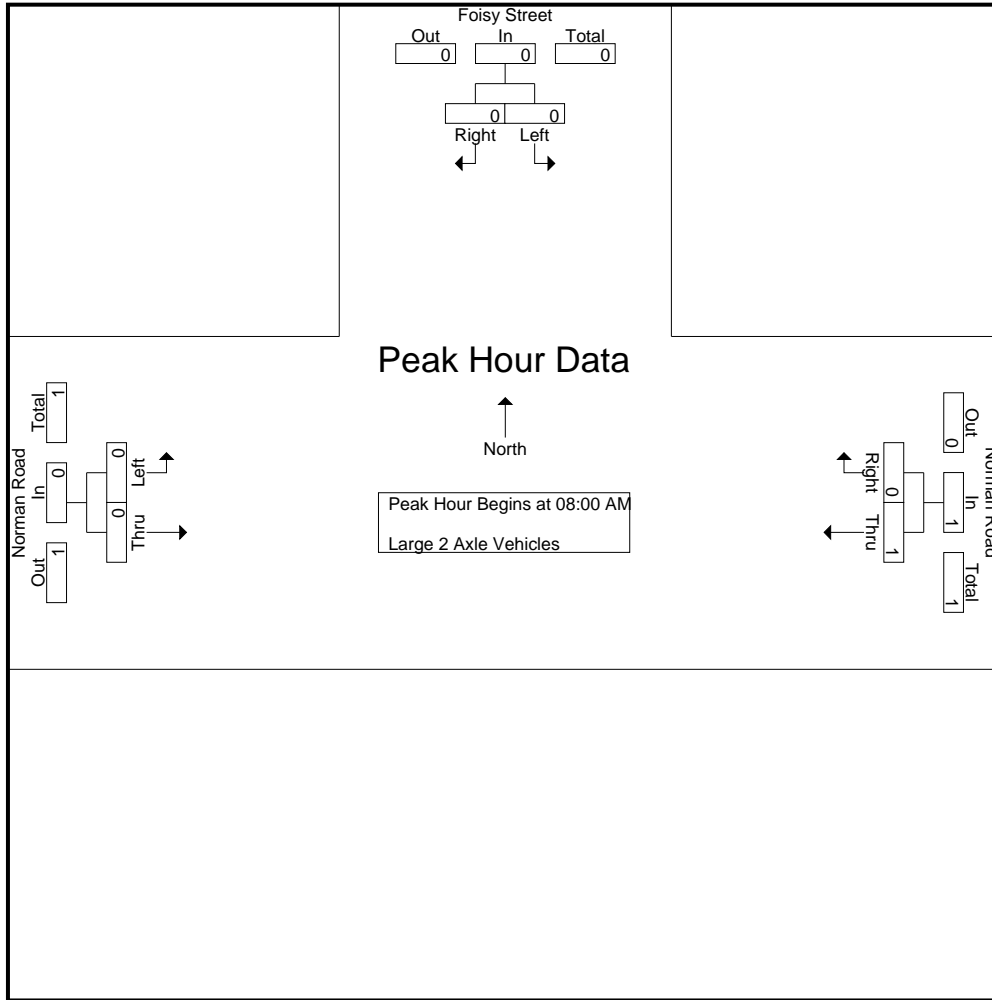 Foisy Street
Out In Total
0 0 0
0 0
Right Left
Peak Hour Data
North
Peak Hour Begins at 08:00 AM
Large 2 Axle Vehicles
Norman Road
Out In Total
1 0 1
Thru Left
0 0
Norman Road
Out In Total
0 1 1
Right Thru
0 1